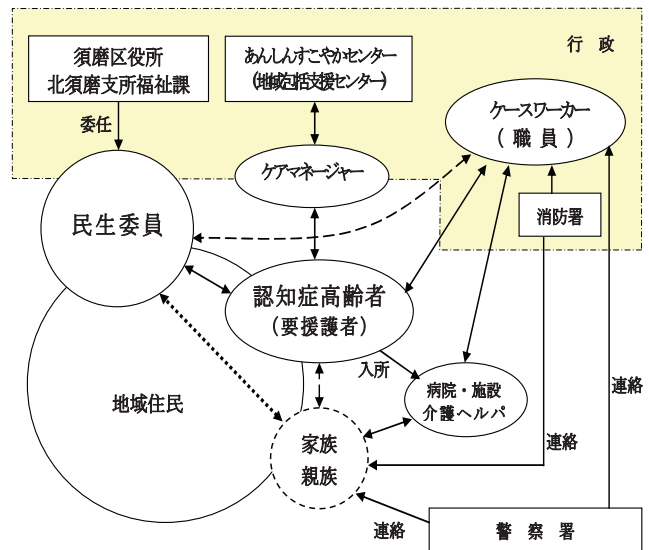 須磨区役所
北須磨支所福祉課
あんしんすこやかセンター
(地域包括支援センター)
行 政
ケースワーカー
( 職 員 )
委任
ケアマネージャー
民生委員
消防署
認知症高齢者
(要援護者)
入所
病院・施設
介護ヘルパ
連絡
地域住民
家族
親族
連絡
連絡
警 察 署